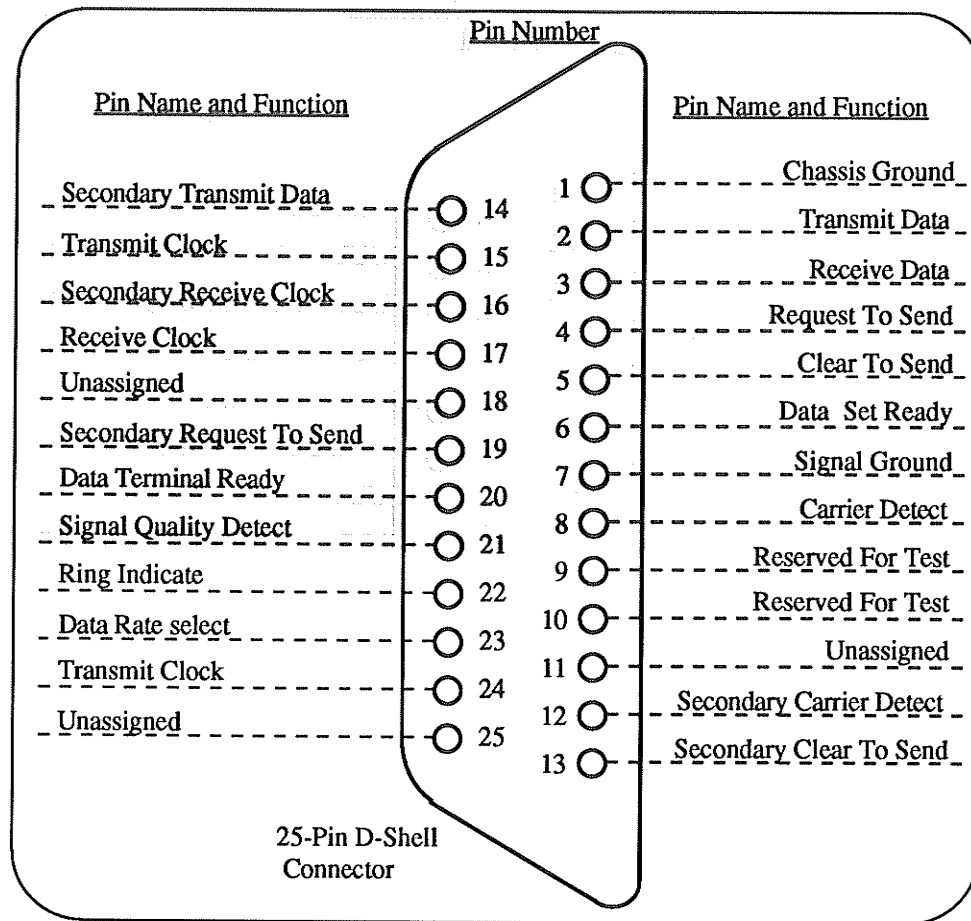 Pin Number
Pin Name and Function
Secondary Transmit Data
14
Transmit Clock
15
Secondary Receive Clock
16
Receive Clock
17
Unassigned
18
Secondary Request To Send
19
Data Terminal Ready
20
Signal Quality Detect
21
Ring Indicate
22
Data Rate select
23
Transmit Clock
24
Unassigned
25
Pin Name and Function
1
Chassis Ground
2
Transmit Data
3
Receive Data
4
Request To Send
5
Clear To Send
6
Data Set Ready
7
Signal Ground
8
Carrier Detect
9
Reserved For Test
10
Reserved For Test
11
Unassigned
12
Secondary Carrier Detect
13
Secondary Clear To Send
25-Pin D-Shell
Connector